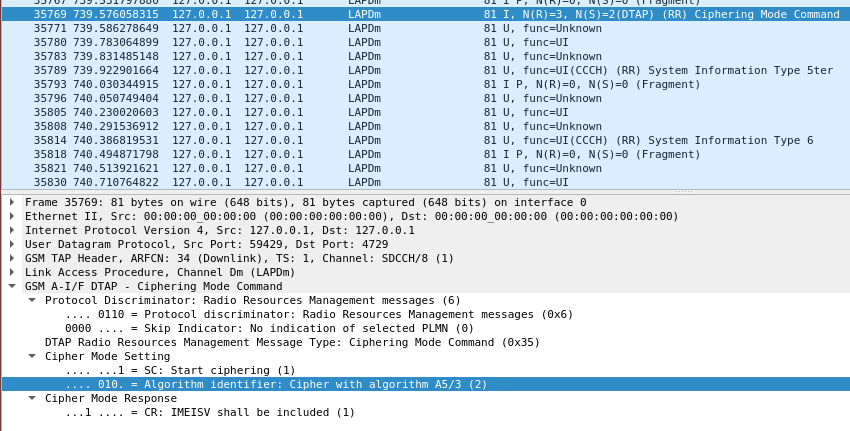 35767 739.531797880 127.0.0.1 127.0.0.1 LAPDm 81 I P, N(R)=0, N(S)=0 (Fragment)
35769 739.576058315 127.0.0.1 127.0.0.1 LAPDm 81 I, N(R)=3, N(S)=2(DTAP) (RR) Ciphering Mode Command
35771 739.586278649 127.0.0.1 127.0.0.1 LAPDm 81 U, func=Unknown
35780 739.783064899 127.0.0.1 127.0.0.1 LAPDm 81 U, func=UI
35783 739.831485148 127.0.0.1 127.0.0.1 LAPDm 81 U, func=Unknown
35789 739.922901664 127.0.0.1 127.0.0.1 LAPDm 81 U, func=UI(CCCH) (RR) System Information Type 5ter
35793 740.030344915 127.0.0.1 127.0.0.1 LAPDm 81 I P, N(R)=0, N(S)=0 (Fragment)
35796 740.050749404 127.0.0.1 127.0.0.1 LAPDm 81 U, func=Unknown
35805 740.230020603 127.0.0.1 127.0.0.1 LAPDm 81 U, func=UI
35808 740.291536912 127.0.0.1 127.0.0.1 LAPDm 81 U, func=Unknown
35814 740.386819531 127.0.0.1 127.0.0.1 LAPDm 81 U, func=UI(CCCH) (RR) System Information Type 6
35818 740.494871798 127.0.0.1 127.0.0.1 LAPDm 81 I P, N(R)=0, N(S)=0 (Fragment)
35821 740.513921621 127.0.0.1 127.0.0.1 LAPDm 81 U, func=Unknown
35830 740.710764822 127.0.0.1 127.0.0.1 LAPDm 81 U, func=UI
Frame 35769: 81 bytes on wire (648 bits), 81 bytes captured (648 bits) on interface 0
Ethernet II, Src: 00:00:00_00:00:00 (00:00:00:00:00:00), Dst: 00:00:00_00:00:00 (00:00:00:00:00:00)
Internet Protocol Version 4, Src: 127.0.0.1, Dst: 127.0.0.1
User Datagram Protocol, Src Port: 59429, Dst Port: 4729
GSM TAP Header, ARFCN: 34 (Downlink), TS: 1, Channel: SDCCH/8 (1)
Link Access Procedure, Channel Dm (LAPDm)
GSM A-I/F DTAP - Ciphering Mode Command
Protocol Discriminator: Radio Resources Management messages (6)
.... 0110 = Protocol discriminator: Radio Resources Management messages (0x6)
0000 .... = Skip Indicator: No indication of selected PLMN (0)
DTAP Radio Resources Management Message Type: Ciphering Mode Command (0x35)
Cipher Mode Setting
.... ...1 = SC: Start ciphering (1)
.... 010. = Algorithm identifier: Cipher with algorithm A5/3 (2)
Cipher Mode Response
...1 .... = CR: IMEISV shall be included (1)